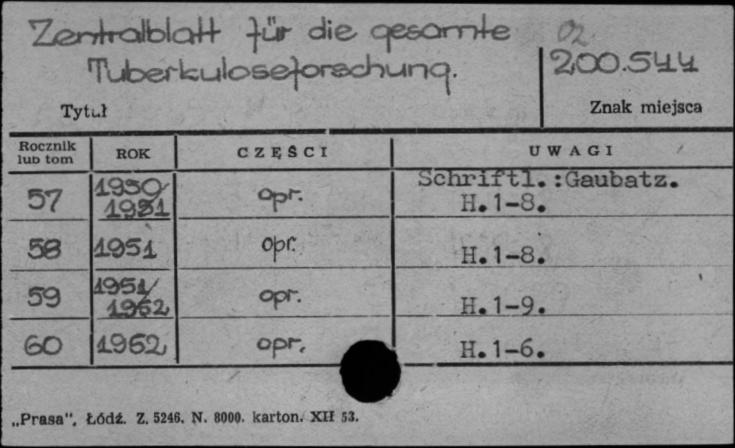 Zentralblatt für die gesamte
Tuberkuloseforschung.
200.544
Tytuł
Znak miejsca
Rocznik lub tom ROK CZĘŚCI UWAGI
Schriftl.:Gaubatz.
57 1950/1951 opr. H.1-8.
58 1951 opr. H.1-8.
59 1951/1952 opr. H.1-9.
60 1952 opr. H.1-6.
„Prasa", Łódź. Z. 5246. N. 8000. karton. XII 53.